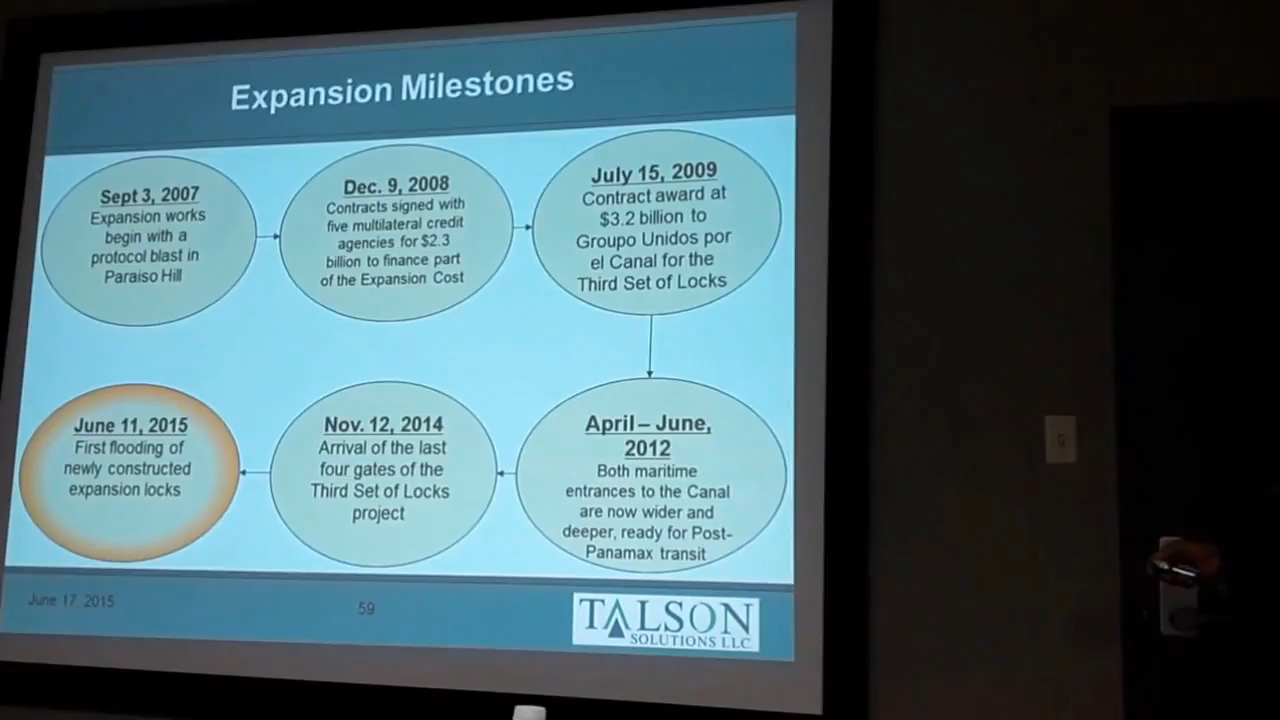 Expansion Milestones
Sept 3, 2007
Expansion works
begin with a
protocol blast in
Paraiso Hill
Dec. 9, 2008
Contracts signed with
five multilateral credit
agencies for $2.3
billion to finance part
of the Expansion Cost
July 15, 2009
Contract award at
$3.2 billion to
Groupo Unidos por
el Canal for the
Third Set of Locks
April – June,
2012
Both maritime
entrances to the Canal
are now wider and
deeper, ready for Post-
Panamax transit
Nov. 12, 2014
Arrival of the last
four gates of the
Third Set of Locks
project
June 11, 2015
First flooding of
newly constructed
expansion locks
June 17, 2015
59
TALSON
SOLUTIONS LLC